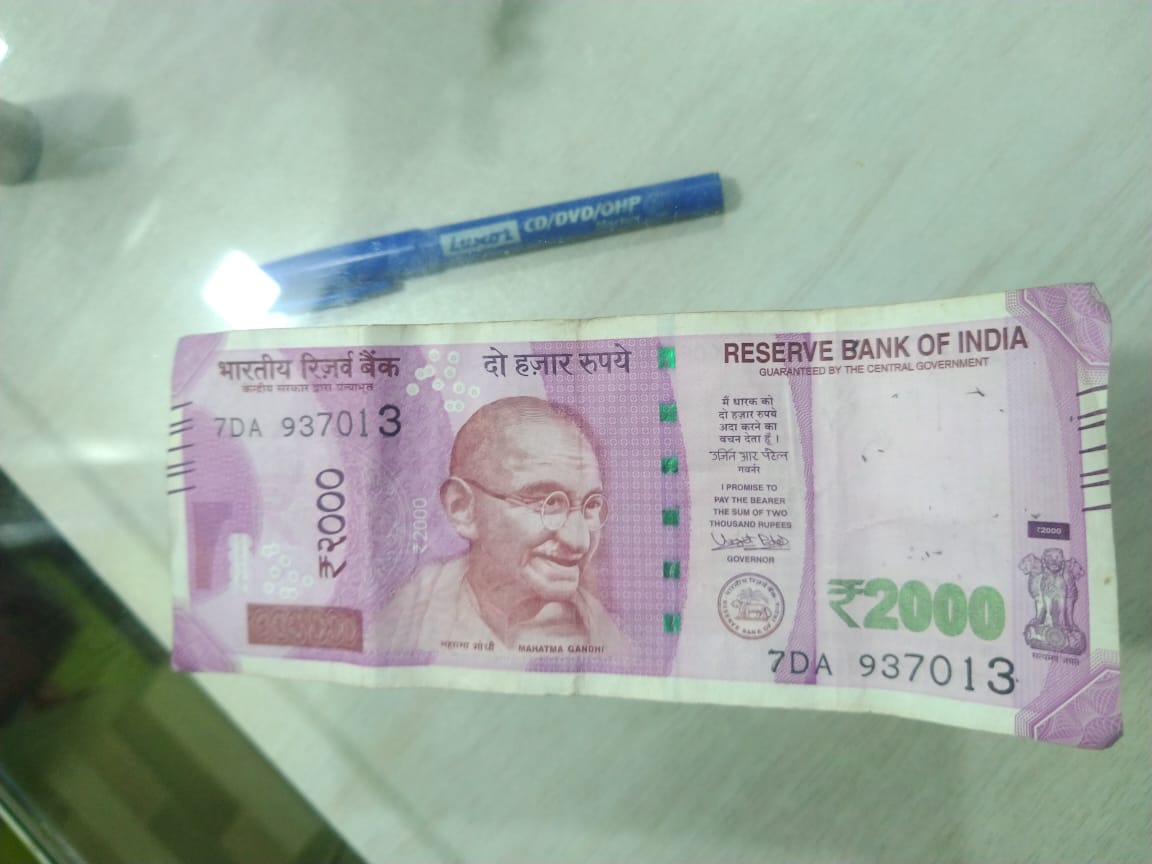 Luxor CD/DVD/OHP
भारतीय रिज़र्व बैंक
केन्द्रीय सरकार द्वारा प्रत्याभूत
7DA 937013
₹२०००
₹2000
दो हज़ार रुपये
महात्मा गांधी MAHATMA GANDHI
RESERVE BANK OF INDIA
GUARANTEED BY THE CENTRAL GOVERNMENT
मैं धारक को
दो हज़ार रुपये
अदा करने का
वचन देता हूँ ।
उर्जित आर पटेल
गवर्नर
I PROMISE TO
PAY THE BEARER
THE SUM OF TWO
THOUSAND RUPEES
GOVERNOR
₹2000
₹2000
सत्यमेव जयते
7DA 937013